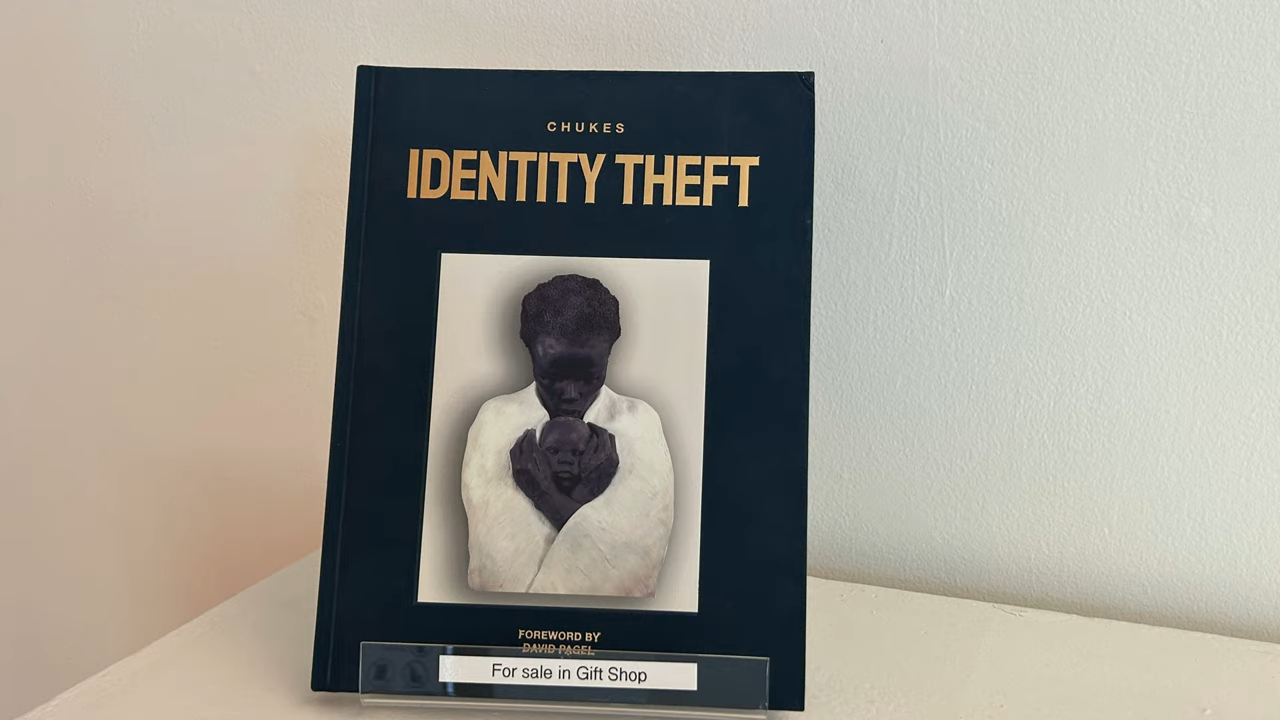 CHUKES
IDENTITY THEFT
FOREWORD BY
DAVID PAGEL
For sale in Gift Shop